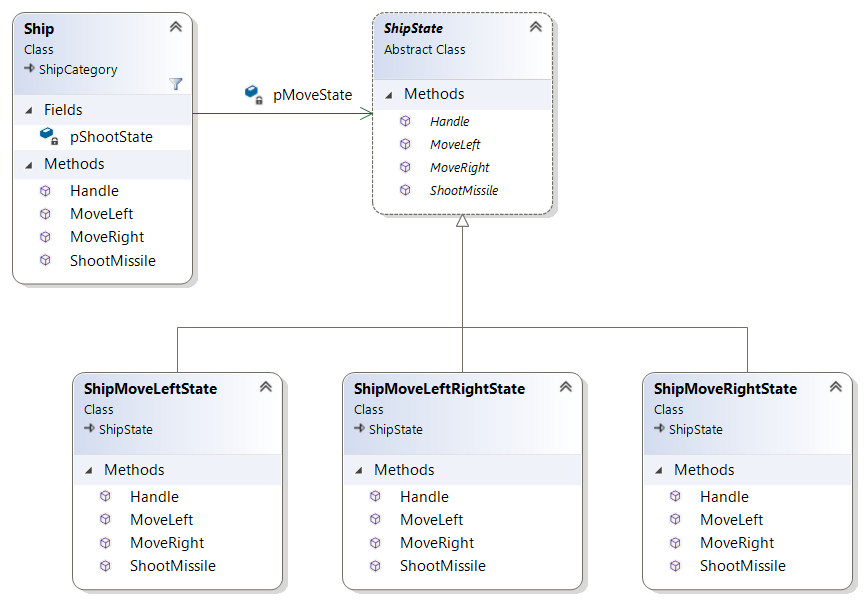 Ship
Class
ShipCategory
Fields
pShootState
Methods
Handle
MoveLeft
MoveRight
ShootMissile
pMoveState
ShipState
Abstract Class
Methods
Handle
MoveLeft
MoveRight
ShootMissile
ShipMoveLeftState
Class
ShipState
Methods
Handle
MoveLeft
MoveRight
ShootMissile
ShipMoveLeftRightState
Class
ShipState
Methods
Handle
MoveLeft
MoveRight
ShootMissile
ShipMoveRightState
Class
ShipState
Methods
Handle
MoveLeft
MoveRight
ShootMissile